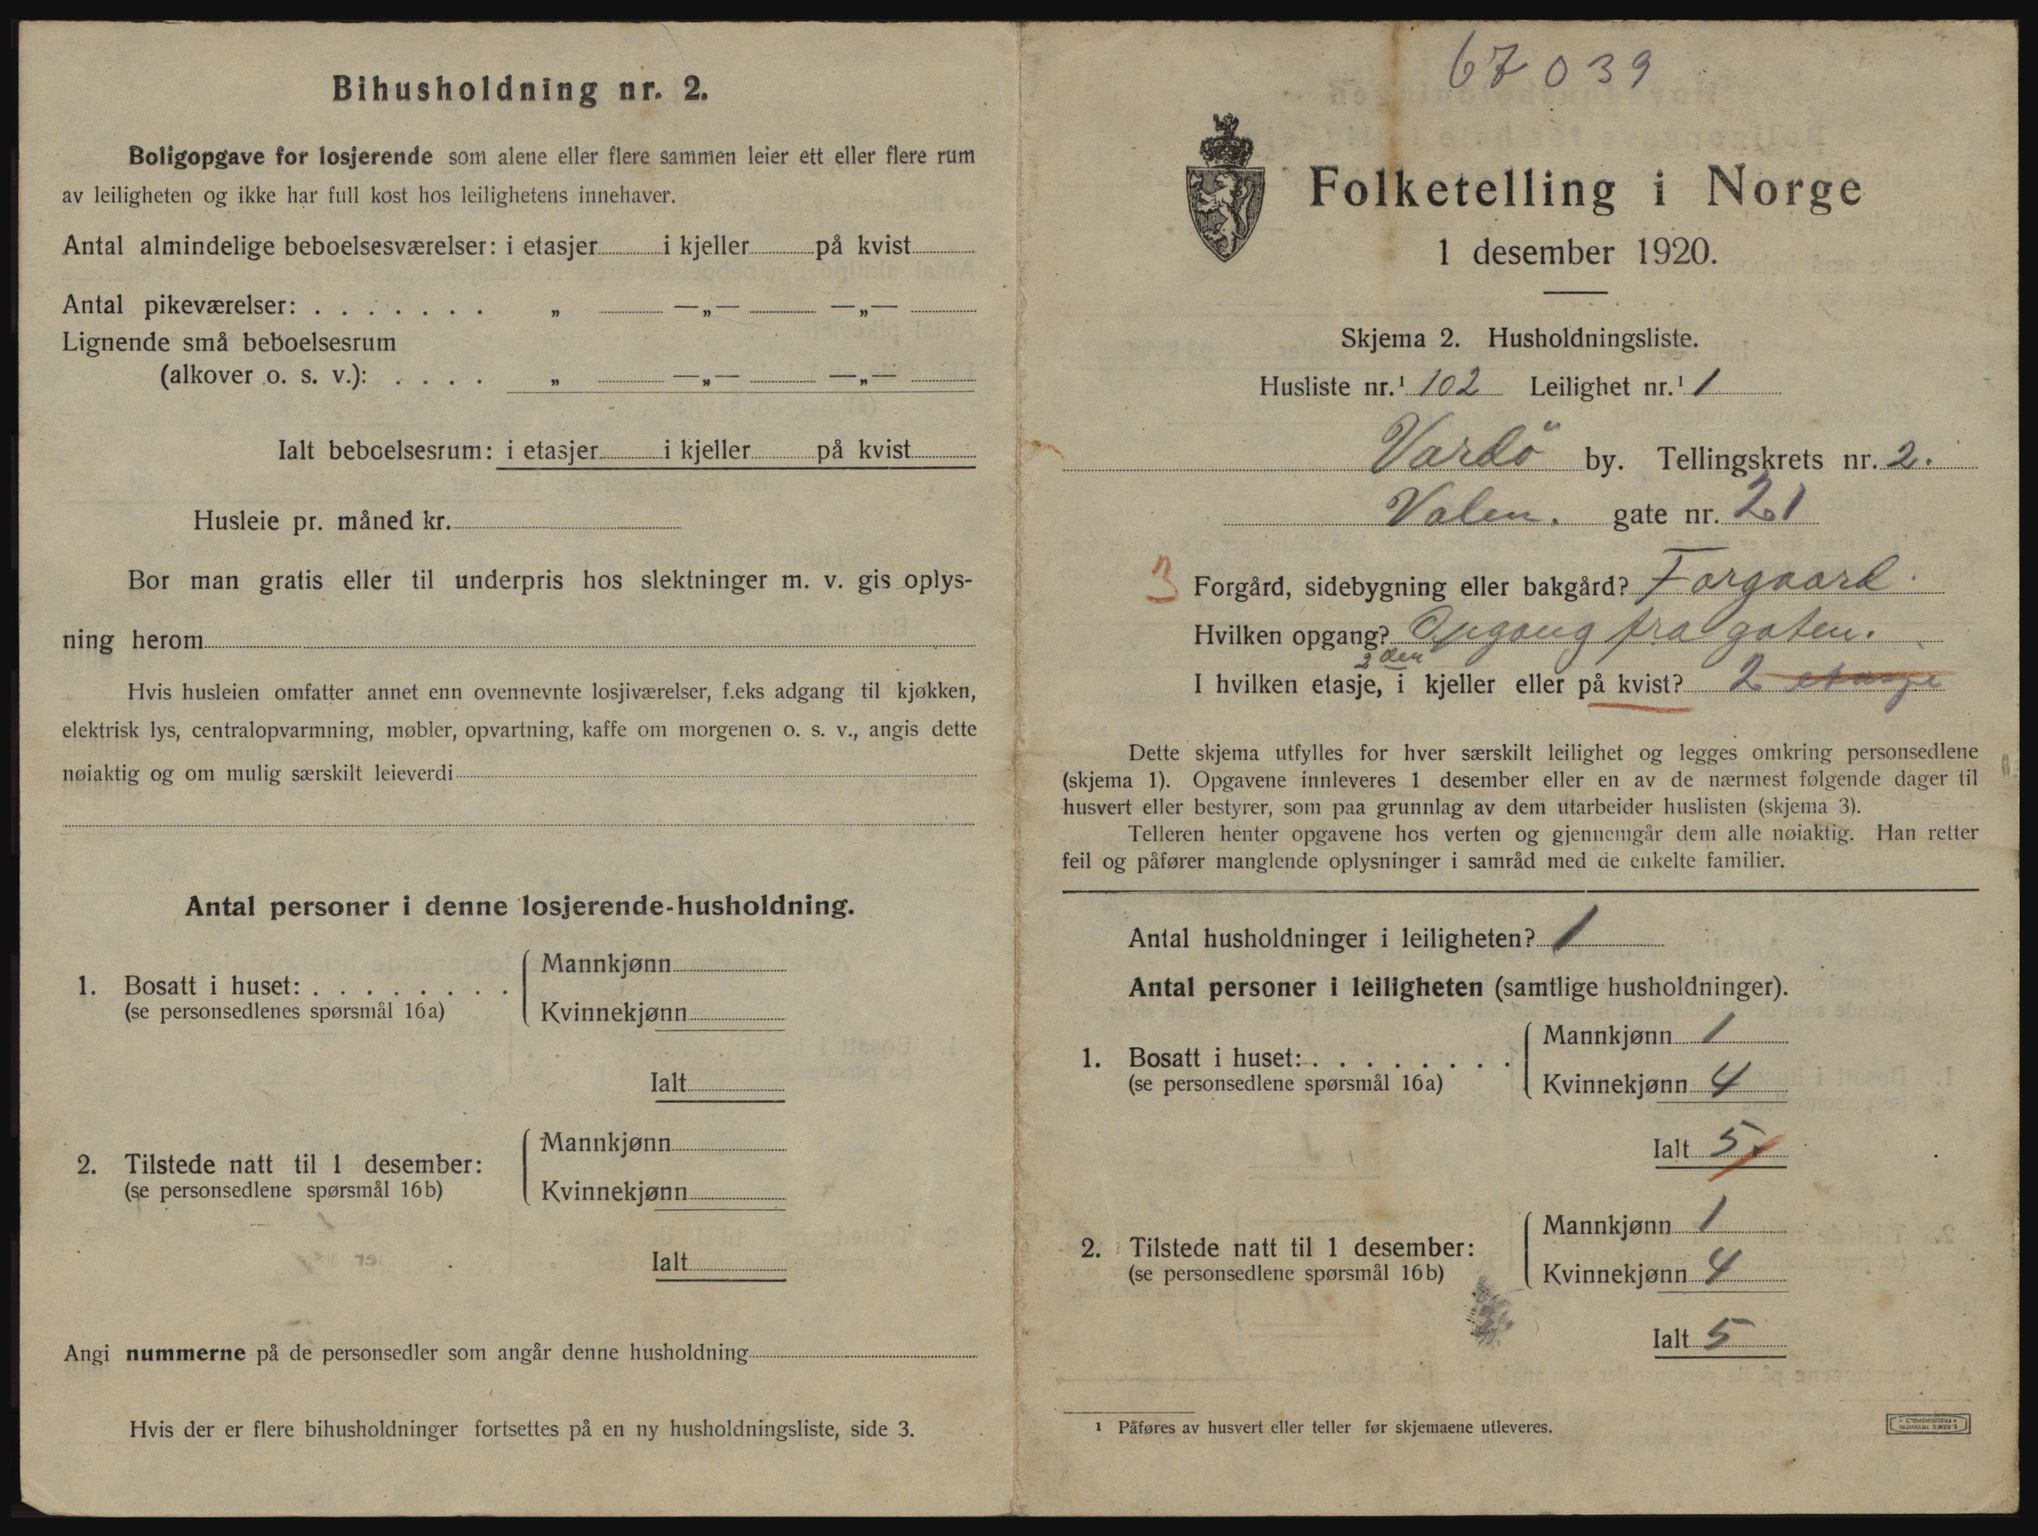 Bihusholdning nr. 2.
Boligopgave for losjerende som alene eller flere sammen leier ett eller flere rum
av leiligheten og ikke har full kost hos leilighetens innehaver.
Antal almindelige beboelsesværelser: i etasjer i kjeller på kvist
Antal pikeværelser: . . . . . . . „ —„— —„—
Lignende små beboelsesrum
(alkover o. s. v.): . . . . „ —„— —„—
Ialt beboelsesrum: i etasjer i kjeller på kvist
Husleie pr. måned kr.
Bor man gratis eller til underpris hos slektninger m. v. gis oplys-
ning herom
Hvis husleien omfatter annet enn ovennevnte losjiværelser, f.eks adgang til kjøkken,
elektrisk lys, centralopvarmning, møbler, opvartning, kaffe om morgenen o. s. v., angis dette
nøiaktig og om mulig særskilt leieverdi
Antal personer i denne losjerende-husholdning.
Mannkjønn
1. Bosatt i huset: . . . . . . . .
(se personsedlenes spørsmål 16a)
Kvinnekjønn
Ialt
Mannkjønn
2. Tilstede natt til 1 desember:
(se personsedlene spørsmål 16b)
Kvinnekjønn
Ialt
Angi nummerne på de personsedler som angår denne husholdning
Hvis der er flere bihusholdninger fortsettes på en ny husholdningsliste, side 3.
67039
Folketelling i Norge
1 desember 1920.
Skjema 2. Husholdningsliste.
Husliste nr.¹ 102 Leilighet nr.¹ 1
Vardö by. Tellingskrets nr. 2.
Valen. gate nr. 21
3 Forgård, sidebygning eller bakgård? Forgaard.
Hvilken opgang? Opgang fra gaten.
2 den
I hvilken etasje, i kjeller eller på kvist? 2 etasje
Dette skjema utfylles for hver særskilt leilighet og legges omkring personsedlene
(skjema 1). Opgavene innleveres 1 desember eller en av de nærmest følgende dager til
husvert eller bestyrer, som paa grunnlag av dem utarbeider huslisten (skjema 3).
Telleren henter opgavene hos verten og gjennemgår dem alle nøiaktig. Han retter
feil og påfører manglende oplysninger i samråd med de enkelte familier.
Antal husholdninger i leiligheten? 1
Antal personer i leiligheten (samtlige husholdninger).
Mannkjønn 1
1. Bosatt i huset: . . . . . . . .
(se personsedlene spørsmål 16a)
Kvinnekjønn 4
Ialt 5
Mannkjønn 1
2. Tilstede natt til 1 desember:
(se personsedlene spørsmål 16b)
Kvinnekjønn 4
Ialt 5
¹ Påføres av husvert eller teller før skjemaene utleveres.